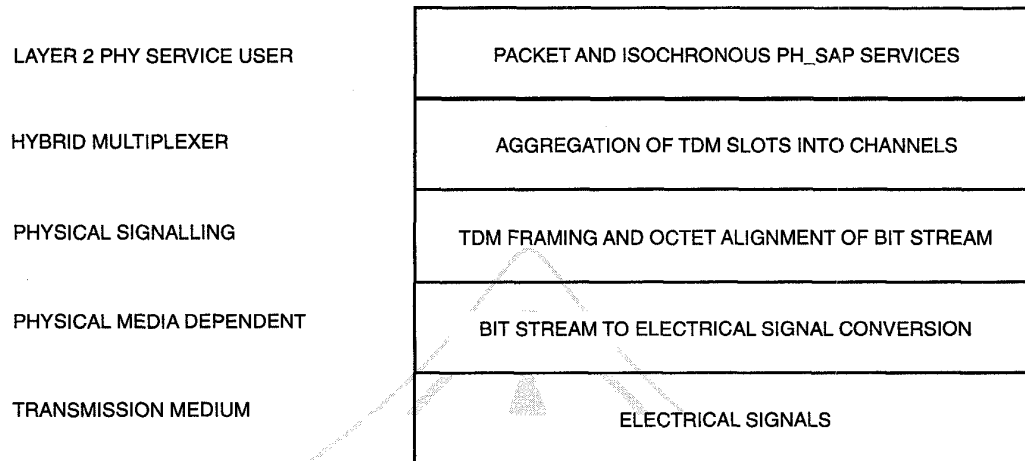 LAYER 2 PHY SERVICE USER
PACKET AND ISOCHRONOUS PH_SAP SERVICES
HYBRID MULTIPLEXER
AGGREGATION OF TDM SLOTS INTO CHANNELS
PHYSICAL SIGNALLING
TDM FRAMING AND OCTET ALIGNMENT OF BIT STREAM
PHYSICAL MEDIA DEPENDENT
BIT STREAM TO ELECTRICAL SIGNAL CONVERSION
TRANSMISSION MEDIUM
ELECTRICAL SIGNALS